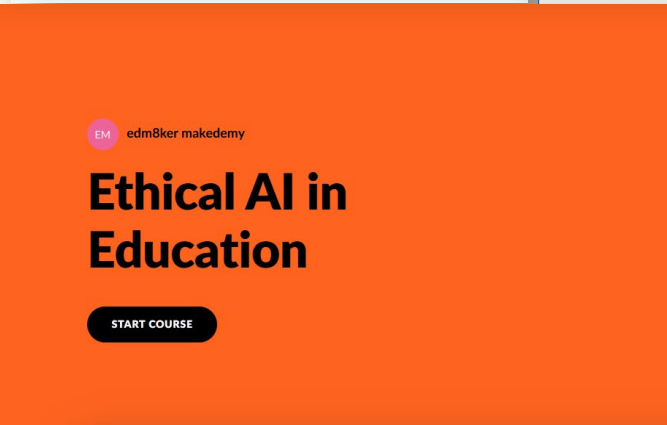 EM
edm8ker makedemy
Ethical AI in
Education
START COURSE